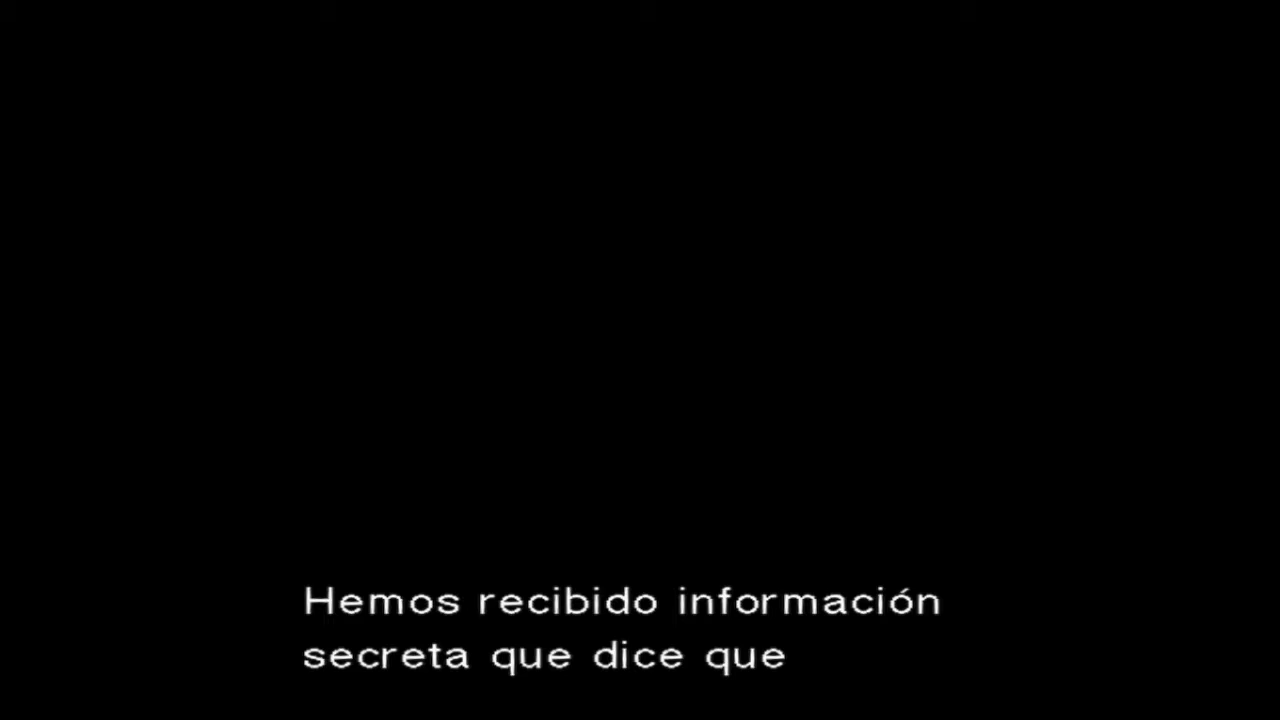 Hemos recibido información
secreta que dice que